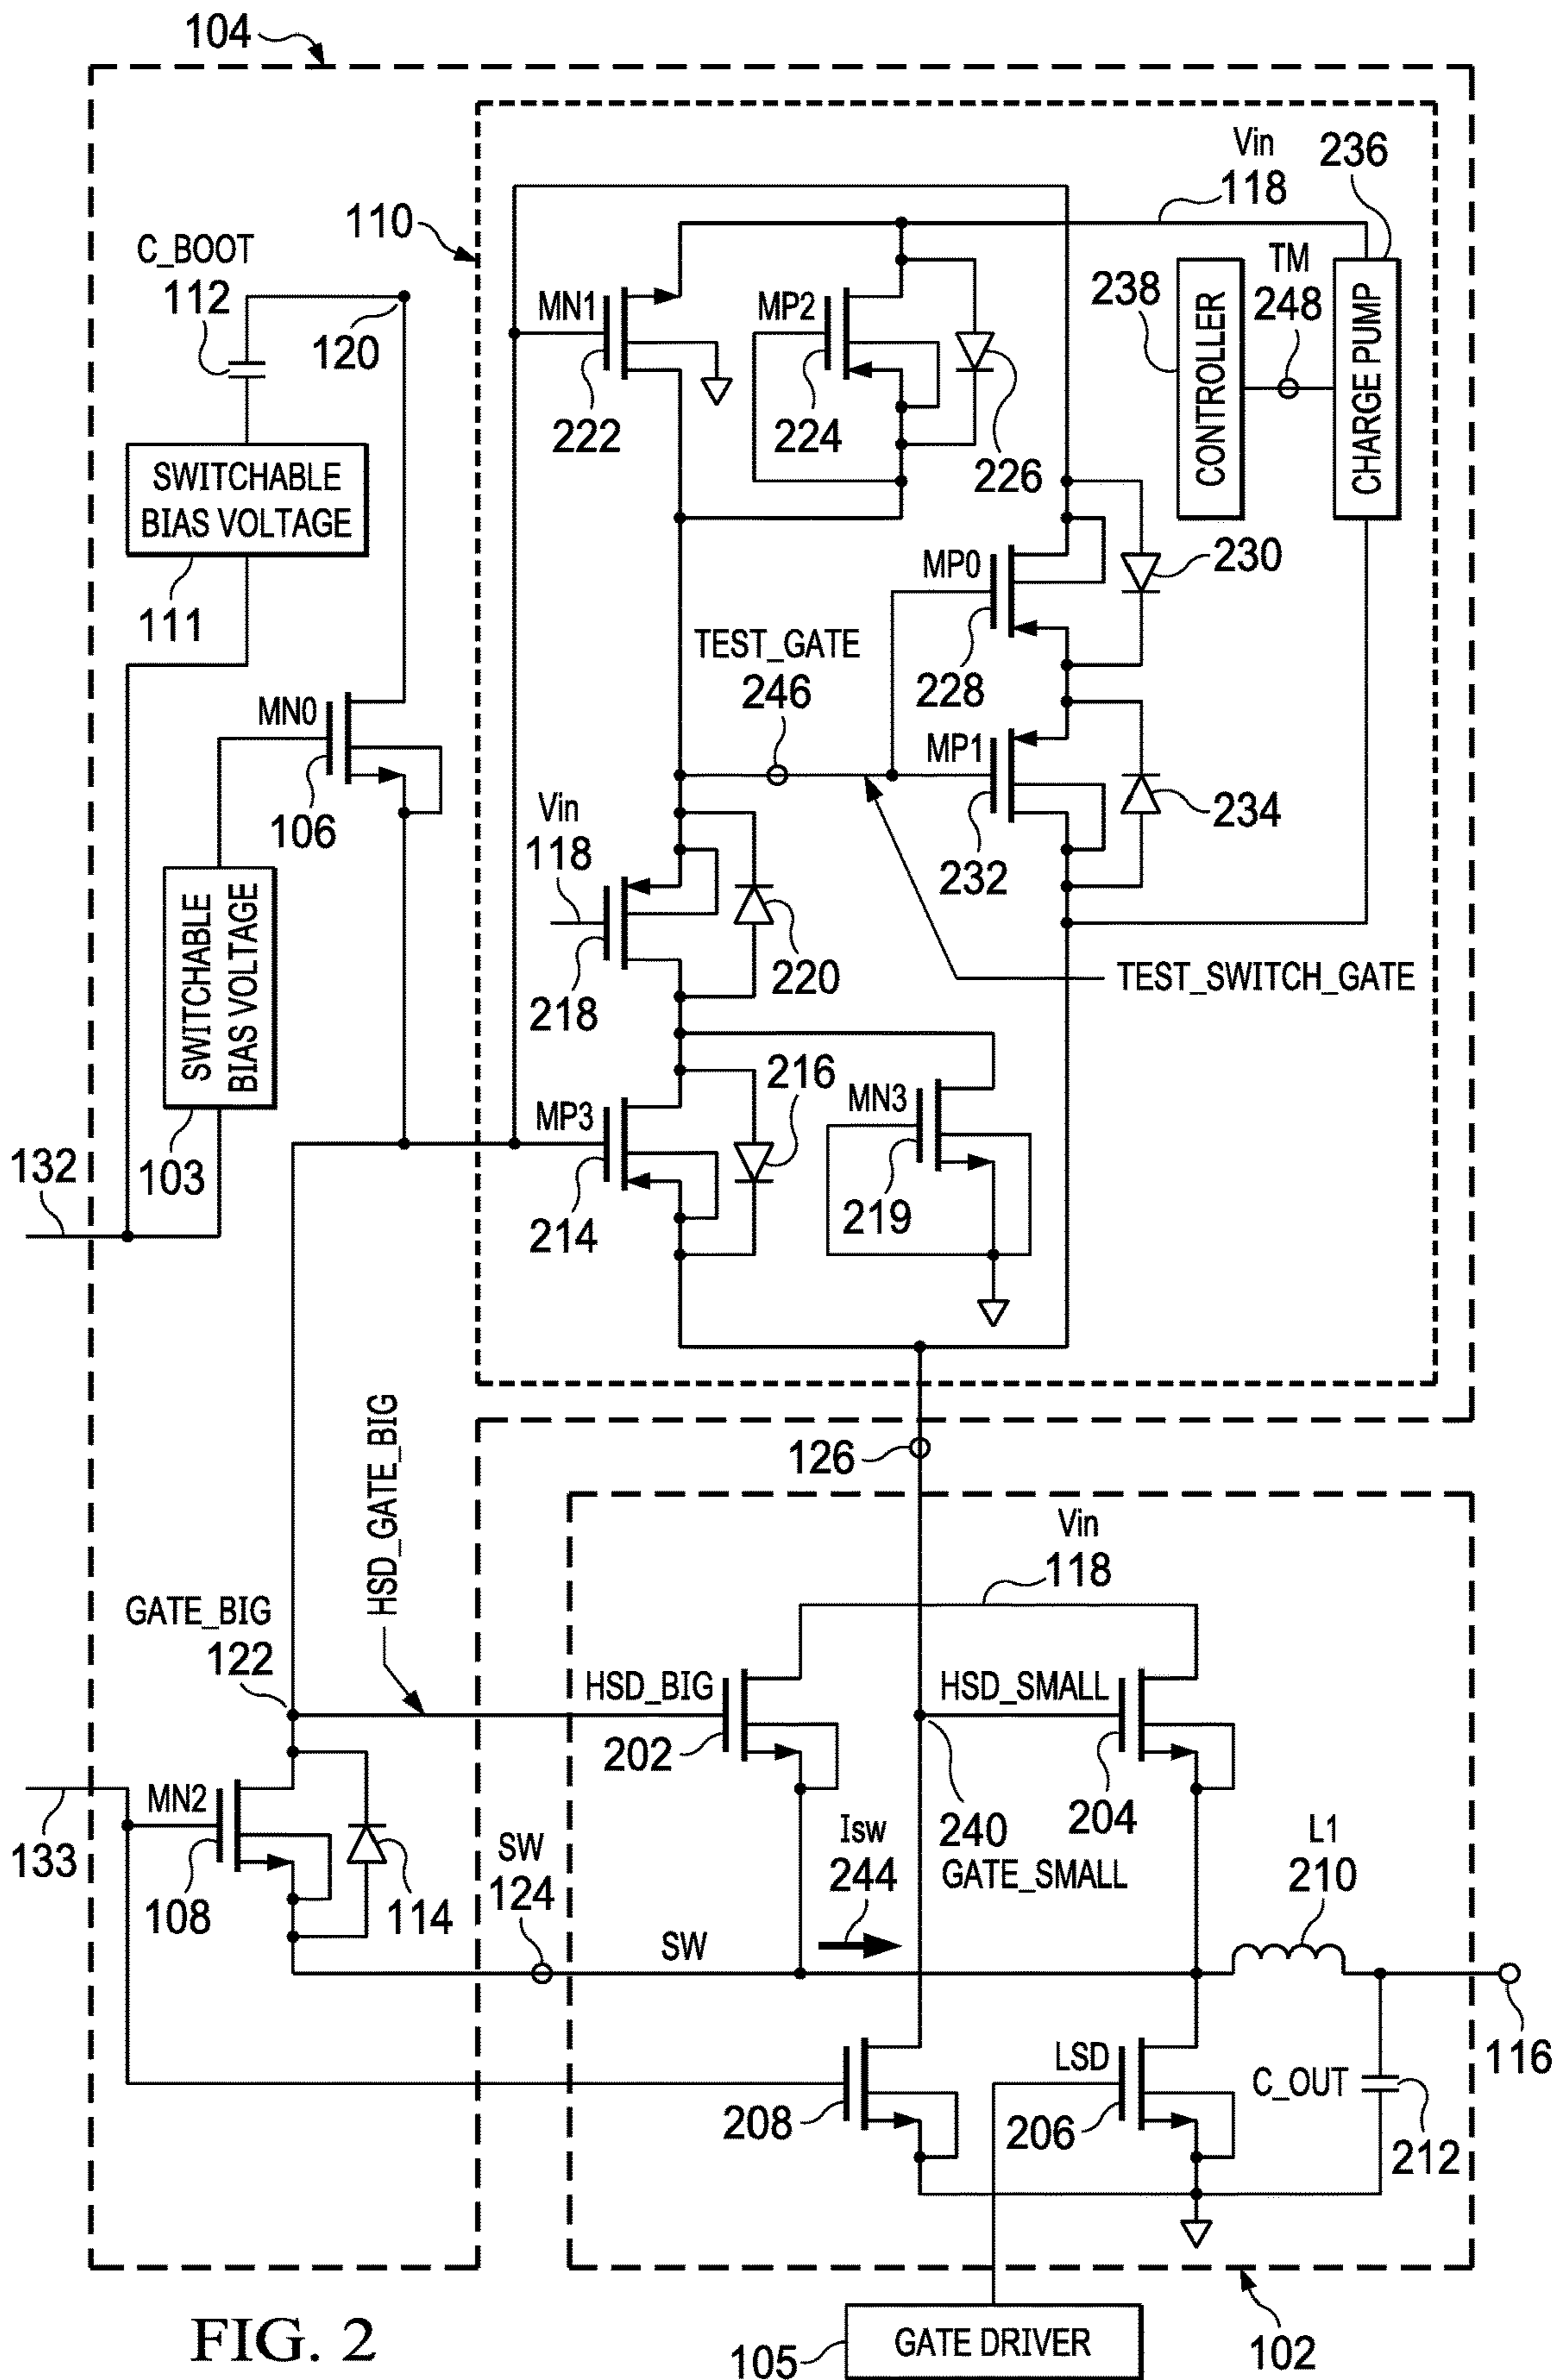 104
Vin
118
236
110
C_BOOT
112
120
MN1
222
MP2
224
226
238
CONTROLLER
TM
248
CHARGE PUMP
SWITCHABLE
BIAS VOLTAGE
111
MP0
228
230
TEST_GATE
246
MN0
106
MP1
232
234
Vin
118
218
220
TEST_SWITCH_GATE
SWITCHABLE
BIAS VOLTAGE
103
132
MP3
214
216
MN3
219
HSD_GATE_BIG
126
Vin
118
GATE_BIG
122
HSD_BIG
202
HSD_SMALL
204
133
MN2
108
114
SW
124
SW
Isw
244
240
GATE_SMALL
L1
210
116
208
LSD
206
C_OUT
212
FIG. 2
105
GATE DRIVER
102